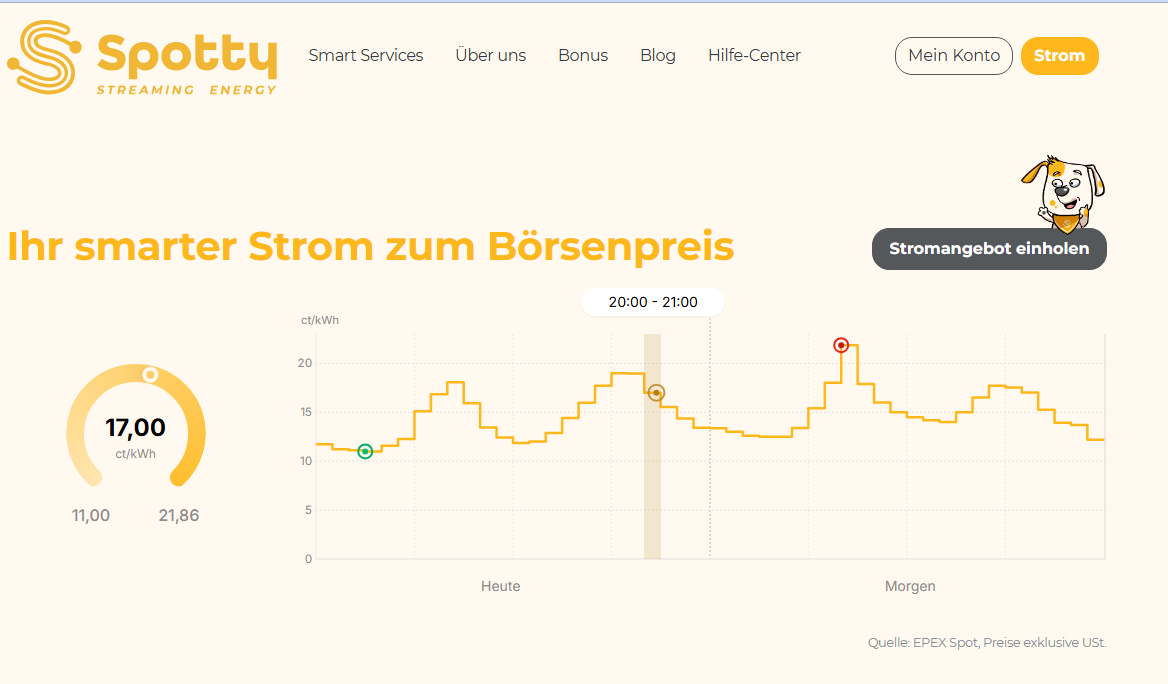 Spotty
STREAMING ENERGY
Smart Services Über uns Bonus Blog Hilfe-Center Mein Konto Strom
Ihr smarter Strom zum Börsenpreis
Stromangebot einholen
20:00 - 21:00
ct/kWh
20
15
10
5
0
17,00
ct/kWh
11,00 21,86
Heute Morgen
Quelle: EPEX Spot, Preise exklusive USt.